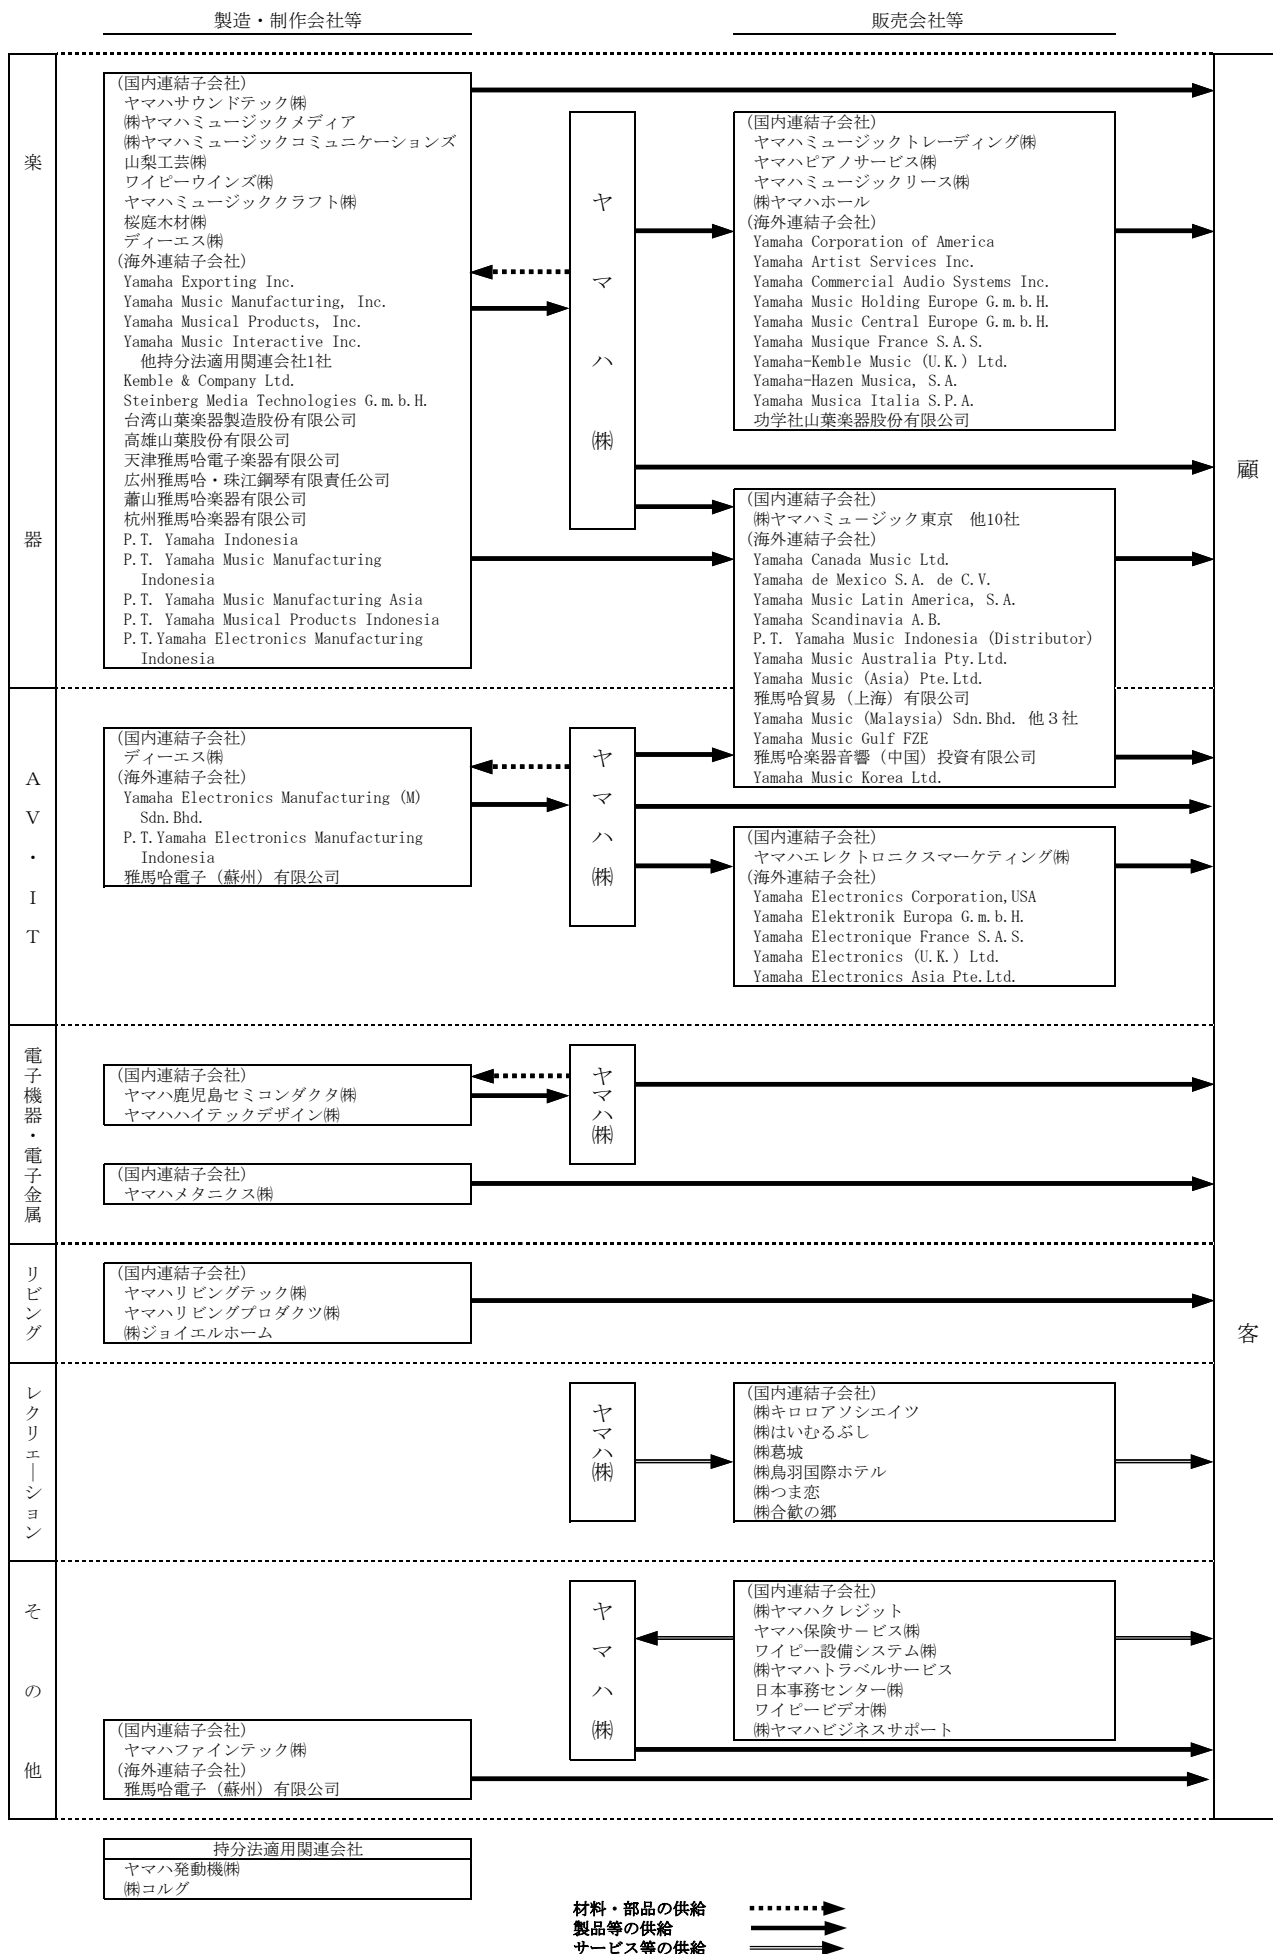 製造・制作会社等
販売会社等
楽器
(国内連結子会社)
ヤマハサウンドテック㈱
㈱ヤマハミュージックメディア
㈱ヤマハミュージックコミュニケーションズ
山梨工芸㈱
ワイピーウインズ㈱
ヤマハミュージッククラフト㈱
桜庭木材㈱
ディーエス㈱
(海外連結子会社)
Yamaha Exporting Inc.
Yamaha Music Manufacturing, Inc.
Yamaha Musical Products, Inc.
Yamaha Music Interactive Inc.
他持分法適用関連会社1社
Kemble & Company Ltd.
Steinberg Media Technologies G.m.b.H.
台湾山葉楽器製造股份有限公司
高雄山葉股份有限公司
天津雅馬哈電子楽器有限公司
広州雅馬哈・珠江鋼琴有限責任公司
蕭山雅馬哈楽器有限公司
杭州雅馬哈楽器有限公司
P.T. Yamaha Indonesia
P.T. Yamaha Music Manufacturing
Indonesia
P.T. Yamaha Music Manufacturing Asia
P.T. Yamaha Musical Products Indonesia
P.T.Yamaha Electronics Manufacturing
Indonesia
ヤマハ㈱
(国内連結子会社)
ヤマハミュージックトレーディング㈱
ヤマハピアノサービス㈱
ヤマハミュージックリース㈱
㈱ヤマハホール
(海外連結子会社)
Yamaha Corporation of America
Yamaha Artist Services Inc.
Yamaha Commercial Audio Systems Inc.
Yamaha Music Holding Europe G.m.b.H.
Yamaha Music Central Europe G.m.b.H.
Yamaha Musique France S.A.S.
Yamaha-Kemble Music (U.K.) Ltd.
Yamaha-Hazen Musica, S.A.
Yamaha Musica Italia S.P.A.
功学社山葉楽器股份有限公司
(国内連結子会社)
㈱ヤマハミュージック東京 他10社
(海外連結子会社)
Yamaha Canada Music Ltd.
Yamaha de Mexico S.A. de C.V.
Yamaha Music Latin America, S.A.
Yamaha Scandinavia A.B.
P.T. Yamaha Music Indonesia (Distributor)
Yamaha Music Australia Pty.Ltd.
Yamaha Music (Asia) Pte.Ltd.
雅馬哈貿易（上海）有限公司
Yamaha Music (Malaysia) Sdn.Bhd. 他３社
Yamaha Music Gulf FZE
雅馬哈楽器音響（中国）投資有限公司
Yamaha Music Korea Ltd.
顧客
ＡＶ・ＩＴ
(国内連結子会社)
ディーエス㈱
(海外連結子会社)
Yamaha Electronics Manufacturing (M)
Sdn.Bhd.
P.T.Yamaha Electronics Manufacturing
Indonesia
雅馬哈電子（蘇州）有限公司
ヤマハ㈱
(国内連結子会社)
ヤマハエレクトロニクスマーケティング㈱
(海外連結子会社)
Yamaha Electronics Corporation,USA
Yamaha Elektronik Europa G.m.b.H.
Yamaha Electronique France S.A.S.
Yamaha Electronics (U.K.) Ltd.
Yamaha Electronics Asia Pte.Ltd.
電子機器・電子金属
(国内連結子会社)
ヤマハ鹿児島セミコンダクタ㈱
ヤマハハイテックデザイン㈱
ヤマハ㈱
(国内連結子会社)
ヤマハメタニクス㈱
リビング
(国内連結子会社)
ヤマハリビングテック㈱
ヤマハリビングプロダクツ㈱
㈱ジョイエルホーム
レクリエーション
ヤマハ㈱
(国内連結子会社)
㈱キロロアソシエイツ
㈱はいむるぶし
㈱葛城
㈱鳥羽国際ホテル
㈱つま恋
㈱合歓の郷
その他
ヤマハ㈱
(国内連結子会社)
㈱ヤマハクレジット
ヤマハ保険サービス㈱
ワイピー設備システム㈱
㈱ヤマハトラベルサービス
日本事務センター㈱
ワイピービデオ㈱
㈱ヤマハビジネスサポート
(国内連結子会社)
ヤマハファインテック㈱
(海外連結子会社)
雅馬哈電子（蘇州）有限公司
持分法適用関連会社
ヤマハ発動機㈱
㈱コルグ
材料・部品の供給
製品等の供給
サービス等の供給